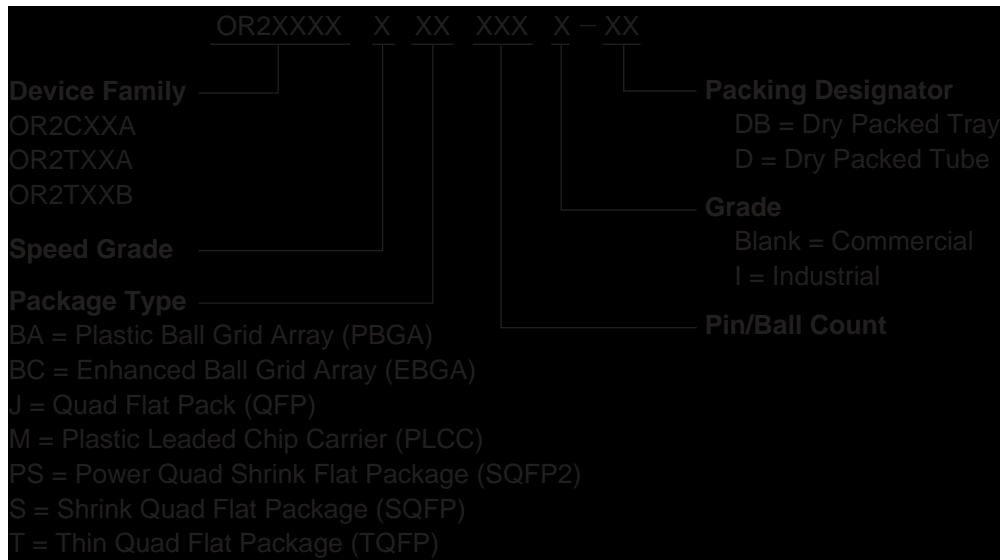 OR2XXXX X XX XXX X – XX
Device Family
OR2CXXA
OR2TXXA
OR2TXXB
Speed Grade
Package Type
BA = Plastic Ball Grid Array (PBGA)
BC = Enhanced Ball Grid Array (EBGA)
J = Quad Flat Pack (QFP)
M = Plastic Leaded Chip Carrier (PLCC)
PS = Power Quad Shrink Flat Package (SQFP2)
S = Shrink Quad Flat Package (SQFP)
T = Thin Quad Flat Package (TQFP)
Packing Designator
DB = Dry Packed Tray
D = Dry Packed Tube
Grade
Blank = Commercial
I = Industrial
Pin/Ball Count